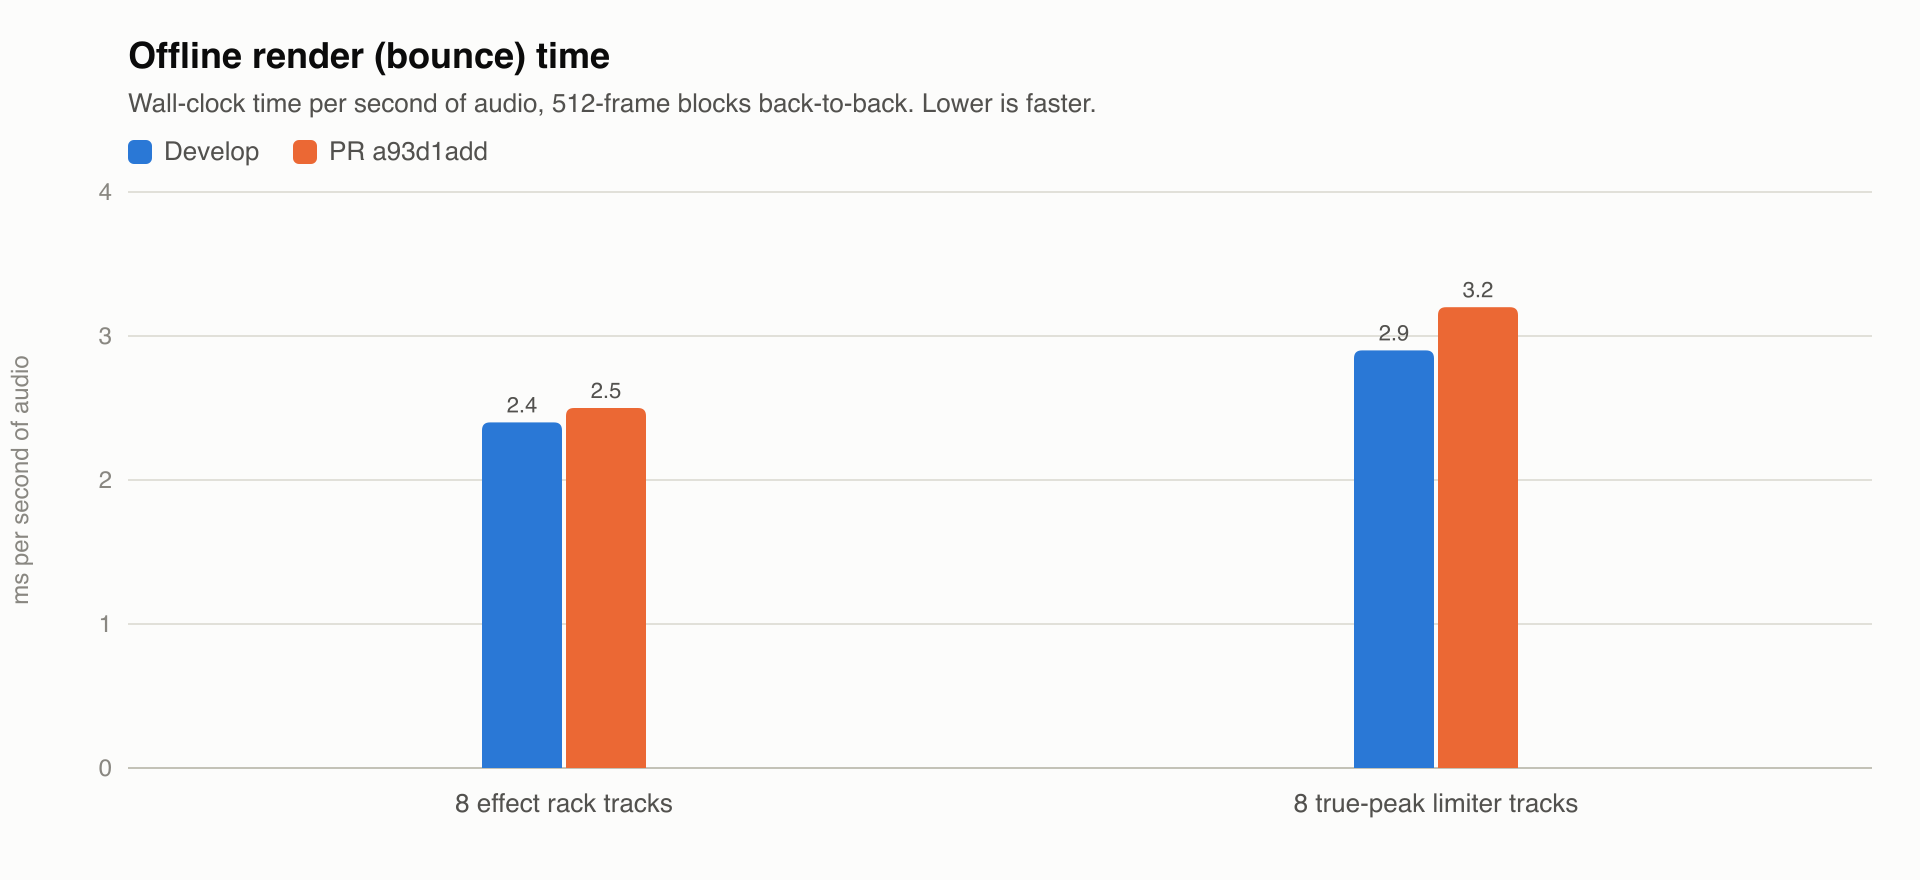 Offline render (bounce) time
Wall-clock time per second of audio, 512-frame blocks back-to-back. Lower is faster.
Develop PR a93d1add
4
3
2
1
0
ms per second of audio
2.4
2.5
2.9
3.2
8 effect rack tracks
8 true-peak limiter tracks